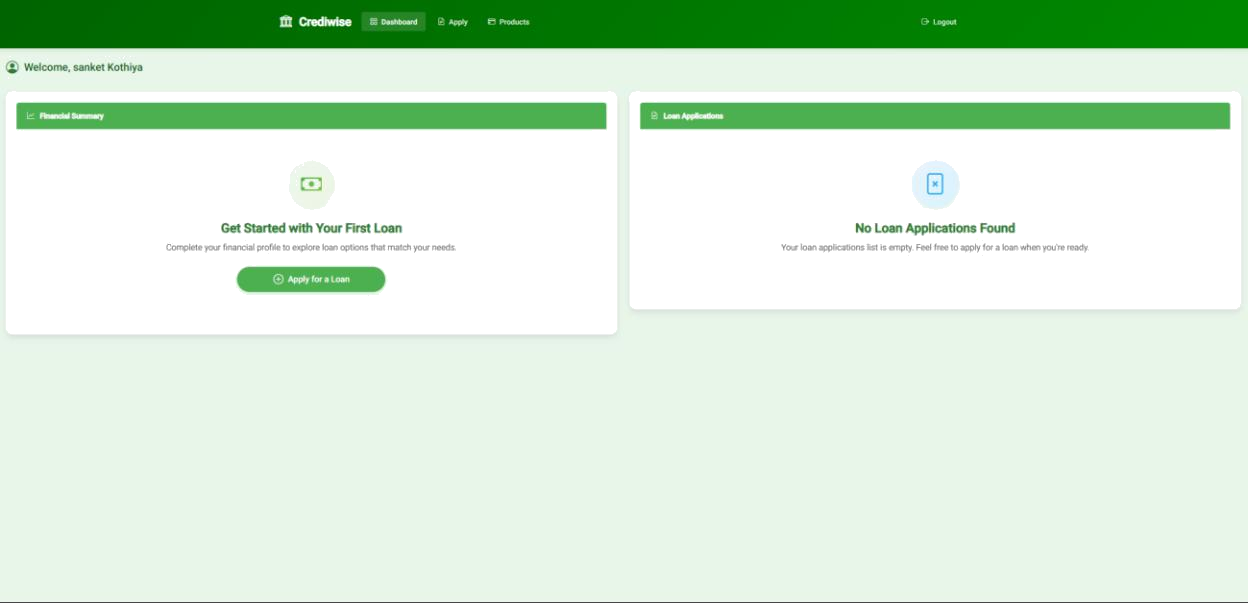 Crediwise Dashboard Apply Products Logout
Welcome, sanket Kothiya
Financial Summary
Get Started with Your First Loan
Complete your financial profile to explore loan options that match your needs.
Apply for a Loan
Loan Applications
No Loan Applications Found
Your loan applications list is empty. Feel free to apply for a loan when you're ready.